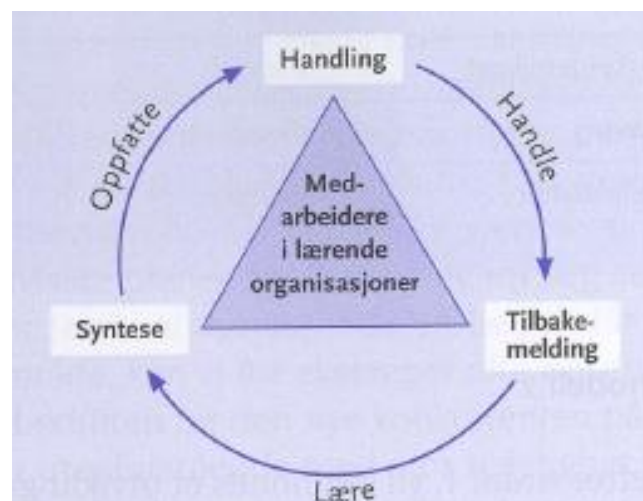 Handling
Oppfatte
Handle
Med-
arbeidere
i lærende
organisasjoner
Syntese
Tilbake-
melding
Lære